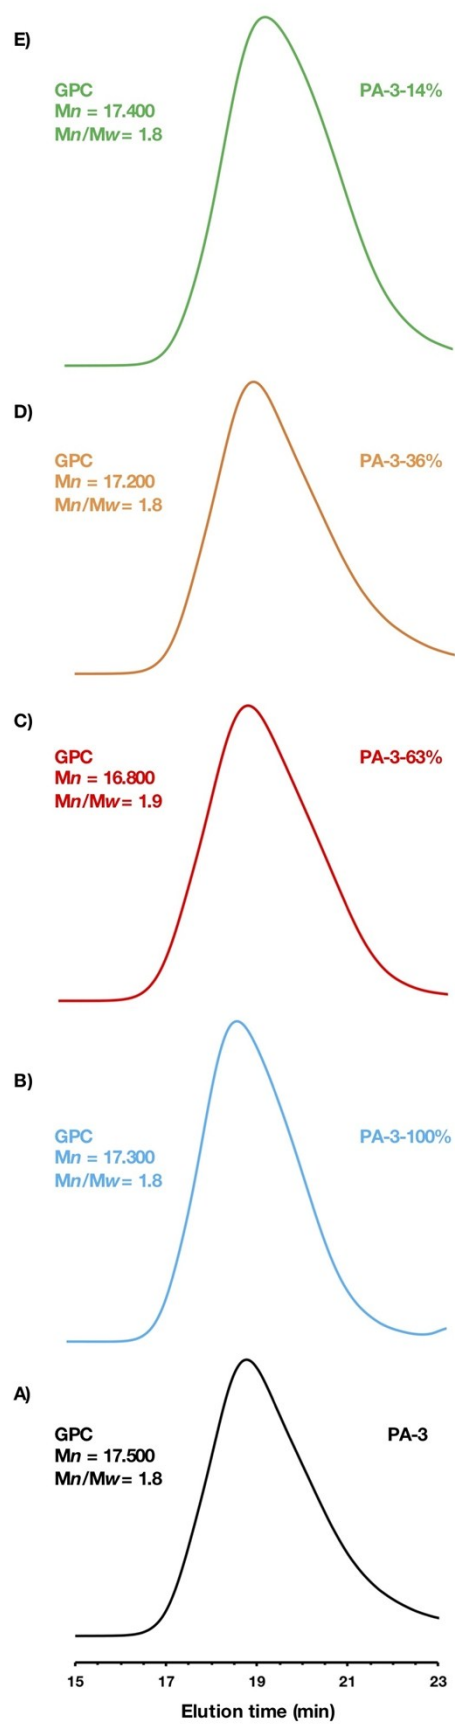 E)
GPC
Mn = 17.400
Mn/Mw = 1.8
PA-3-14%
D)
GPC
Mn = 17.200
Mn/Mw = 1.8
PA-3-36%
C)
GPC
Mn = 16.800
Mn/Mw = 1.9
PA-3-63%
B)
GPC
Mn = 17.300
Mn/Mw = 1.8
PA-3-100%
A)
GPC
Mn = 17.500
Mn/Mw = 1.8
PA-3
15 17 19 21 23
Elution time (min)